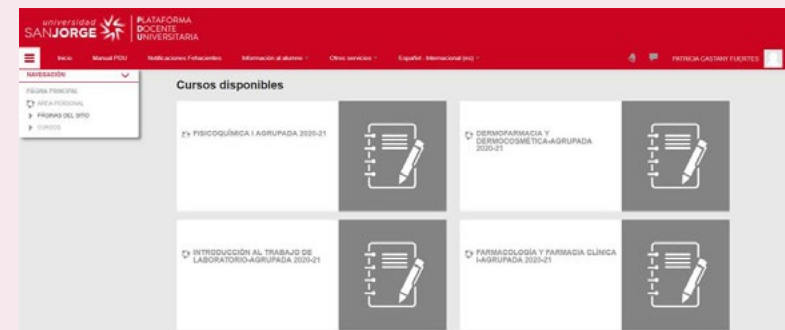 universidad
SANJORGE
PLATAFORMA
DOCENTE
UNIVERSITARIA
Inicio Manual PDU Notificaciones Fehacientes Información al alumno Otros servicios Español - Internacional (es) PATRICIA CASTANY FUERTES
NAVEGACIÓN
PÁGINA PRINCIPAL
ÁREA PERSONAL
PÁGINAS DEL SITIO
CURSOS
Cursos disponibles
FISICOQUÍMICA I AGRUPADA 2020-21
DERMOFARMACIA Y
DERMOCOSMÉTICA-AGRUPADA
2020-21
INTRODUCCIÓN AL TRABAJO DE
LABORATORIO-AGRUPADA 2020-21
FARMACOLOGÍA Y FARMACIA CLÍNICA
I-AGRUPADA 2020-21